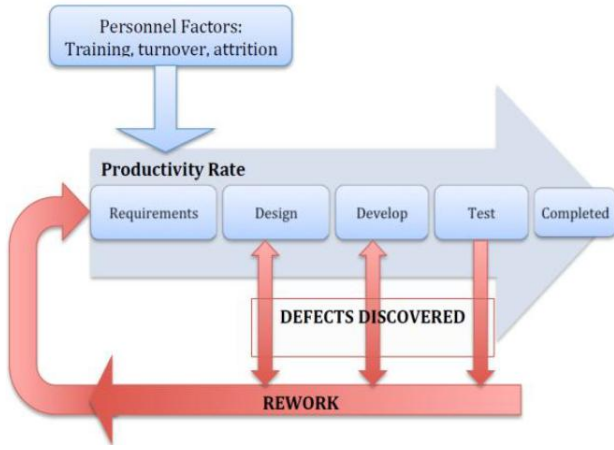 Personnel Factors:
Training, turnover, attrition
Productivity Rate
Requirements
Design
Develop
Test
Completed
DEFECTS DISCOVERED
REWORK